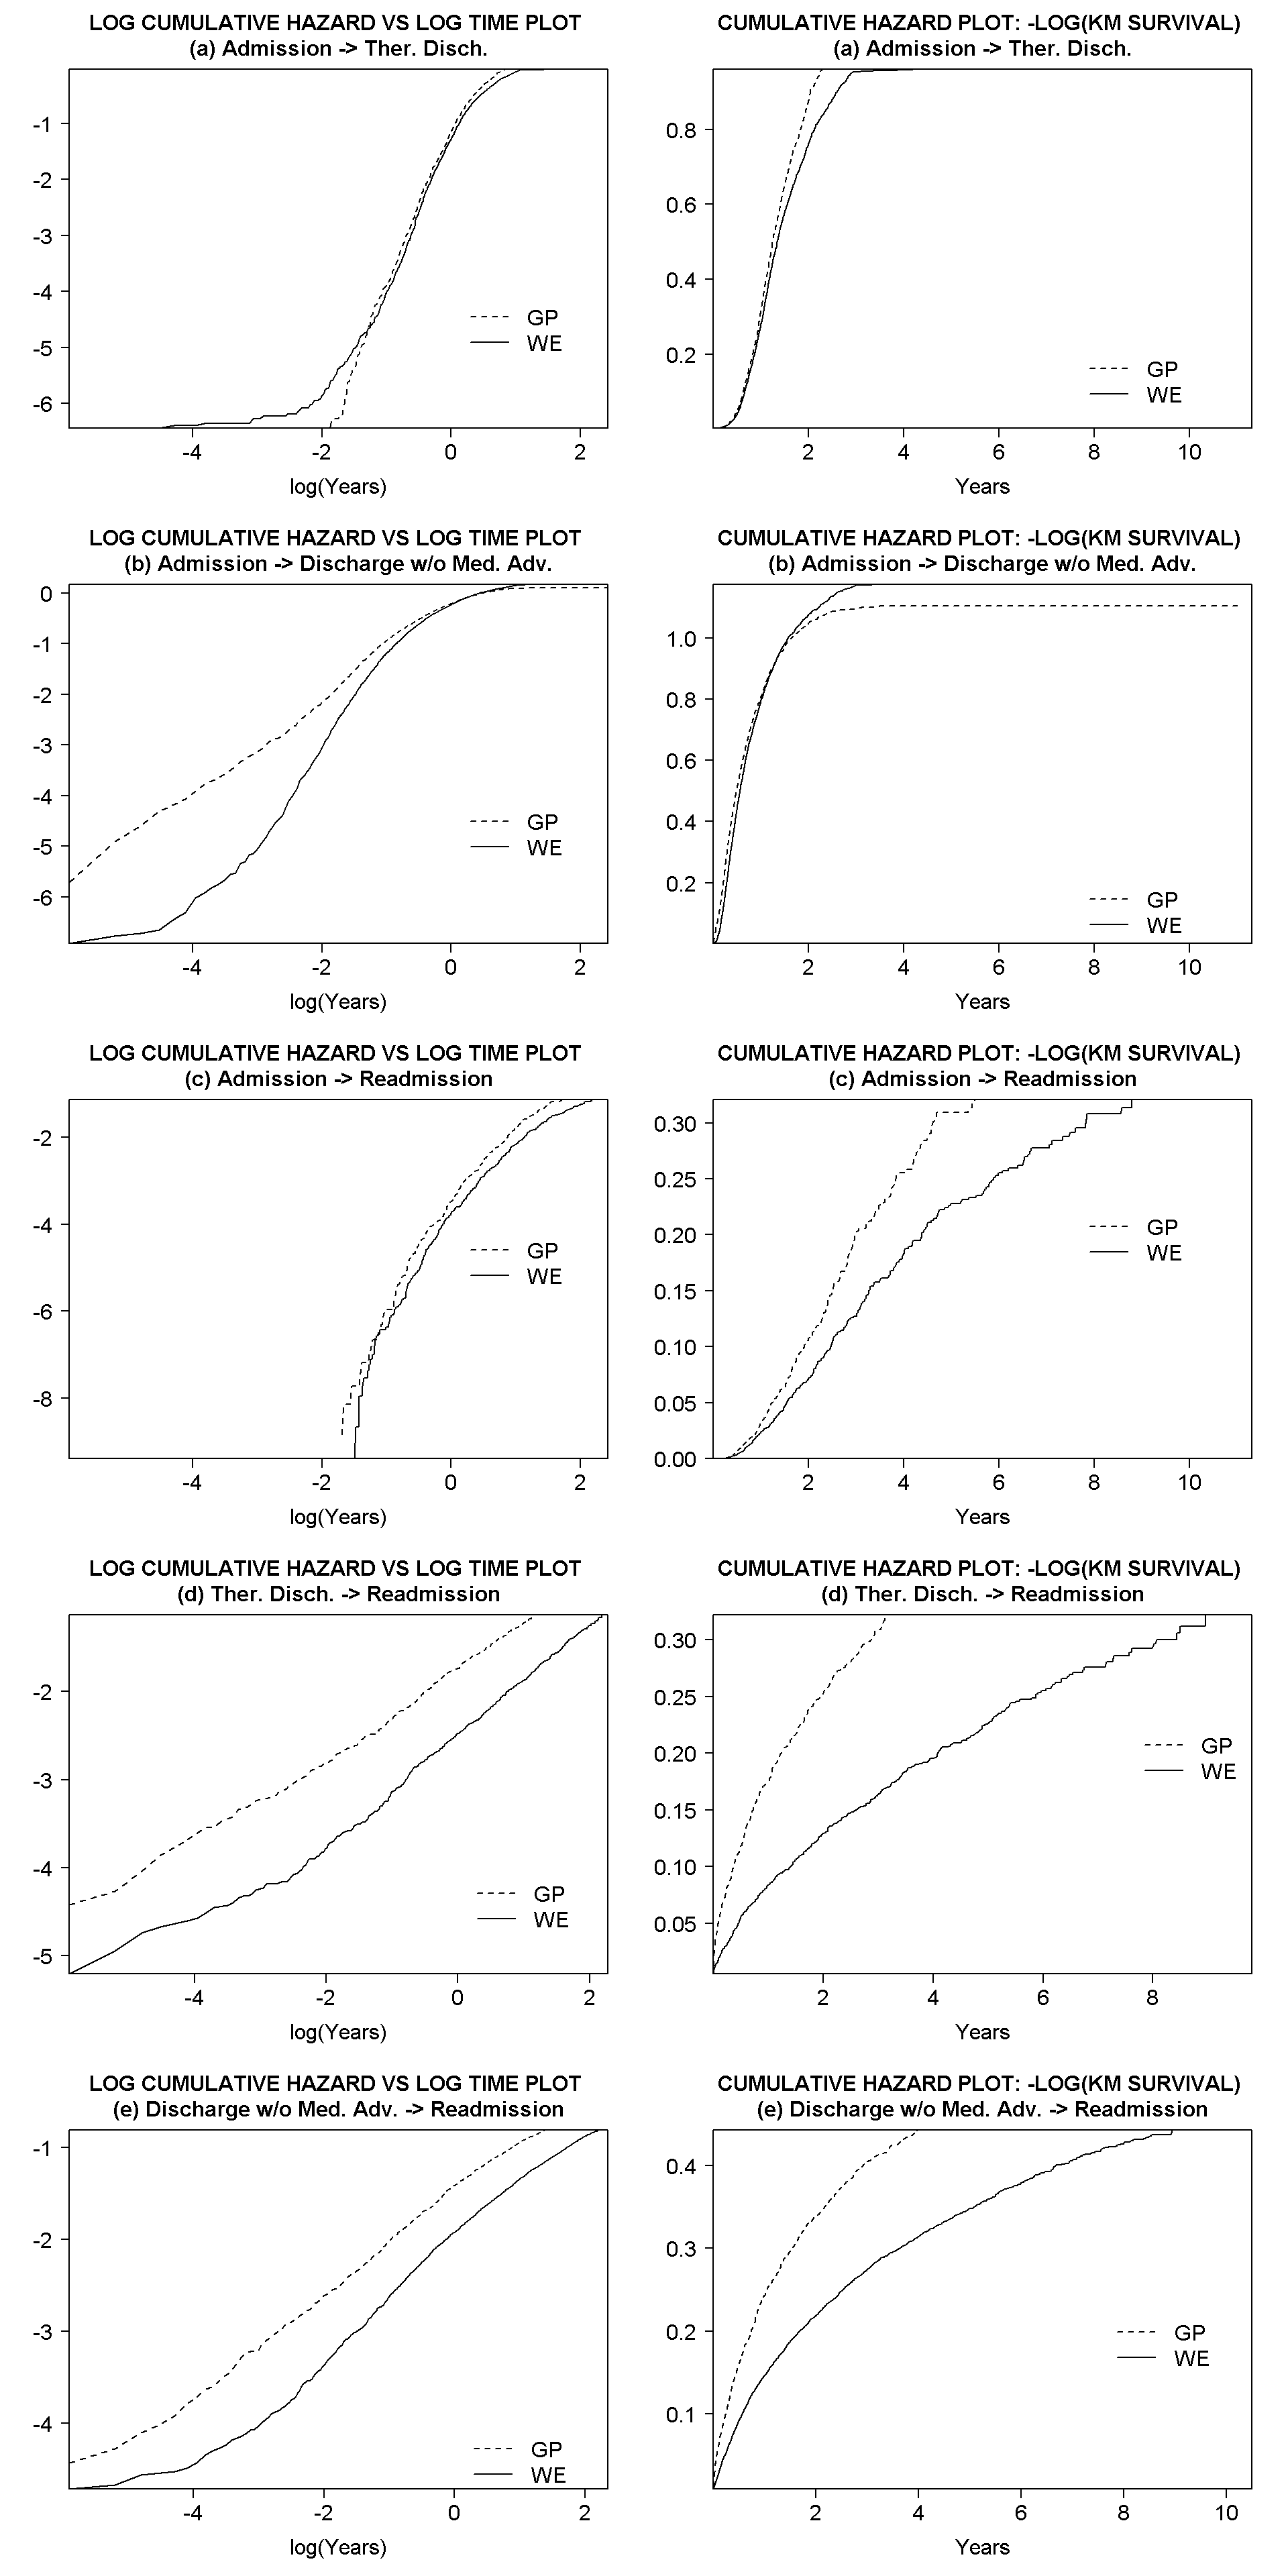 LOG CUMULATIVE HAZARD VS LOG TIME PLOT
(a) Admission -> Ther. Disch.
-1
-2
-3
-4
-5
-6
GP
WE
-4 -2 0 2
log(Years)
CUMULATIVE HAZARD PLOT: -LOG(KM SURVIVAL)
(a) Admission -> Ther. Disch.
0.8
0.6
0.4
0.2
GP
WE
2 4 6 8 10
Years
LOG CUMULATIVE HAZARD VS LOG TIME PLOT
(b) Admission -> Discharge w/o Med. Adv.
0
-1
-2
-3
-4
-5
-6
GP
WE
-4 -2 0 2
log(Years)
CUMULATIVE HAZARD PLOT: -LOG(KM SURVIVAL)
(b) Admission -> Discharge w/o Med. Adv.
1.0
0.8
0.6
0.4
0.2
GP
WE
2 4 6 8 10
Years
LOG CUMULATIVE HAZARD VS LOG TIME PLOT
(c) Admission -> Readmission
-2
-4
-6
-8
GP
WE
-4 -2 0 2
log(Years)
CUMULATIVE HAZARD PLOT: -LOG(KM SURVIVAL)
(c) Admission -> Readmission
0.30
0.25
0.20
0.15
0.10
0.05
0.00
GP
WE
2 4 6 8 10
Years
LOG CUMULATIVE HAZARD VS LOG TIME PLOT
(d) Ther. Disch. -> Readmission
-2
-3
-4
-5
GP
WE
-4 -2 0 2
log(Years)
CUMULATIVE HAZARD PLOT: -LOG(KM SURVIVAL)
(d) Ther. Disch. -> Readmission
0.30
0.25
0.20
0.15
0.10
0.05
GP
WE
2 4 6 8
Years
LOG CUMULATIVE HAZARD VS LOG TIME PLOT
(e) Discharge w/o Med. Adv. -> Readmission
-1
-2
-3
-4
GP
WE
-4 -2 0 2
log(Years)
CUMULATIVE HAZARD PLOT: -LOG(KM SURVIVAL)
(e) Discharge w/o Med. Adv. -> Readmission
0.4
0.3
0.2
0.1
GP
WE
2 4 6 8 10
Years